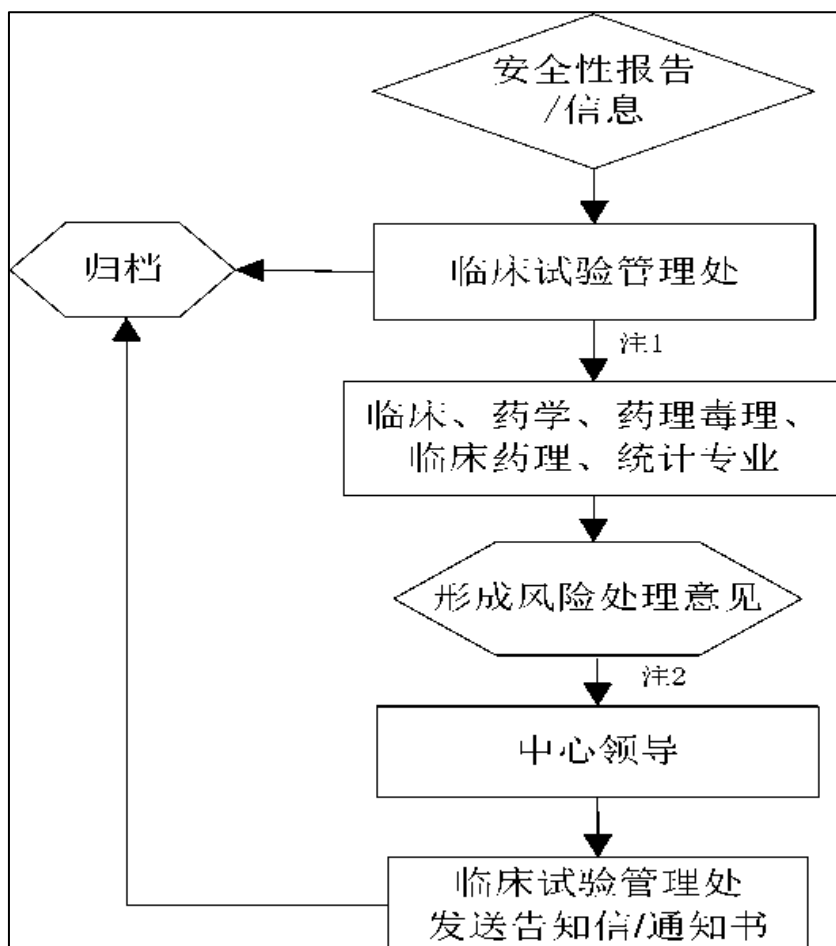 安全性报告
/信息
归档
临床试验管理处
注1
临床、药学、药理毒理、
临床药理、统计专业
形成风险处理意见
注2
中心领导
临床试验管理处
发送告知信/通知书